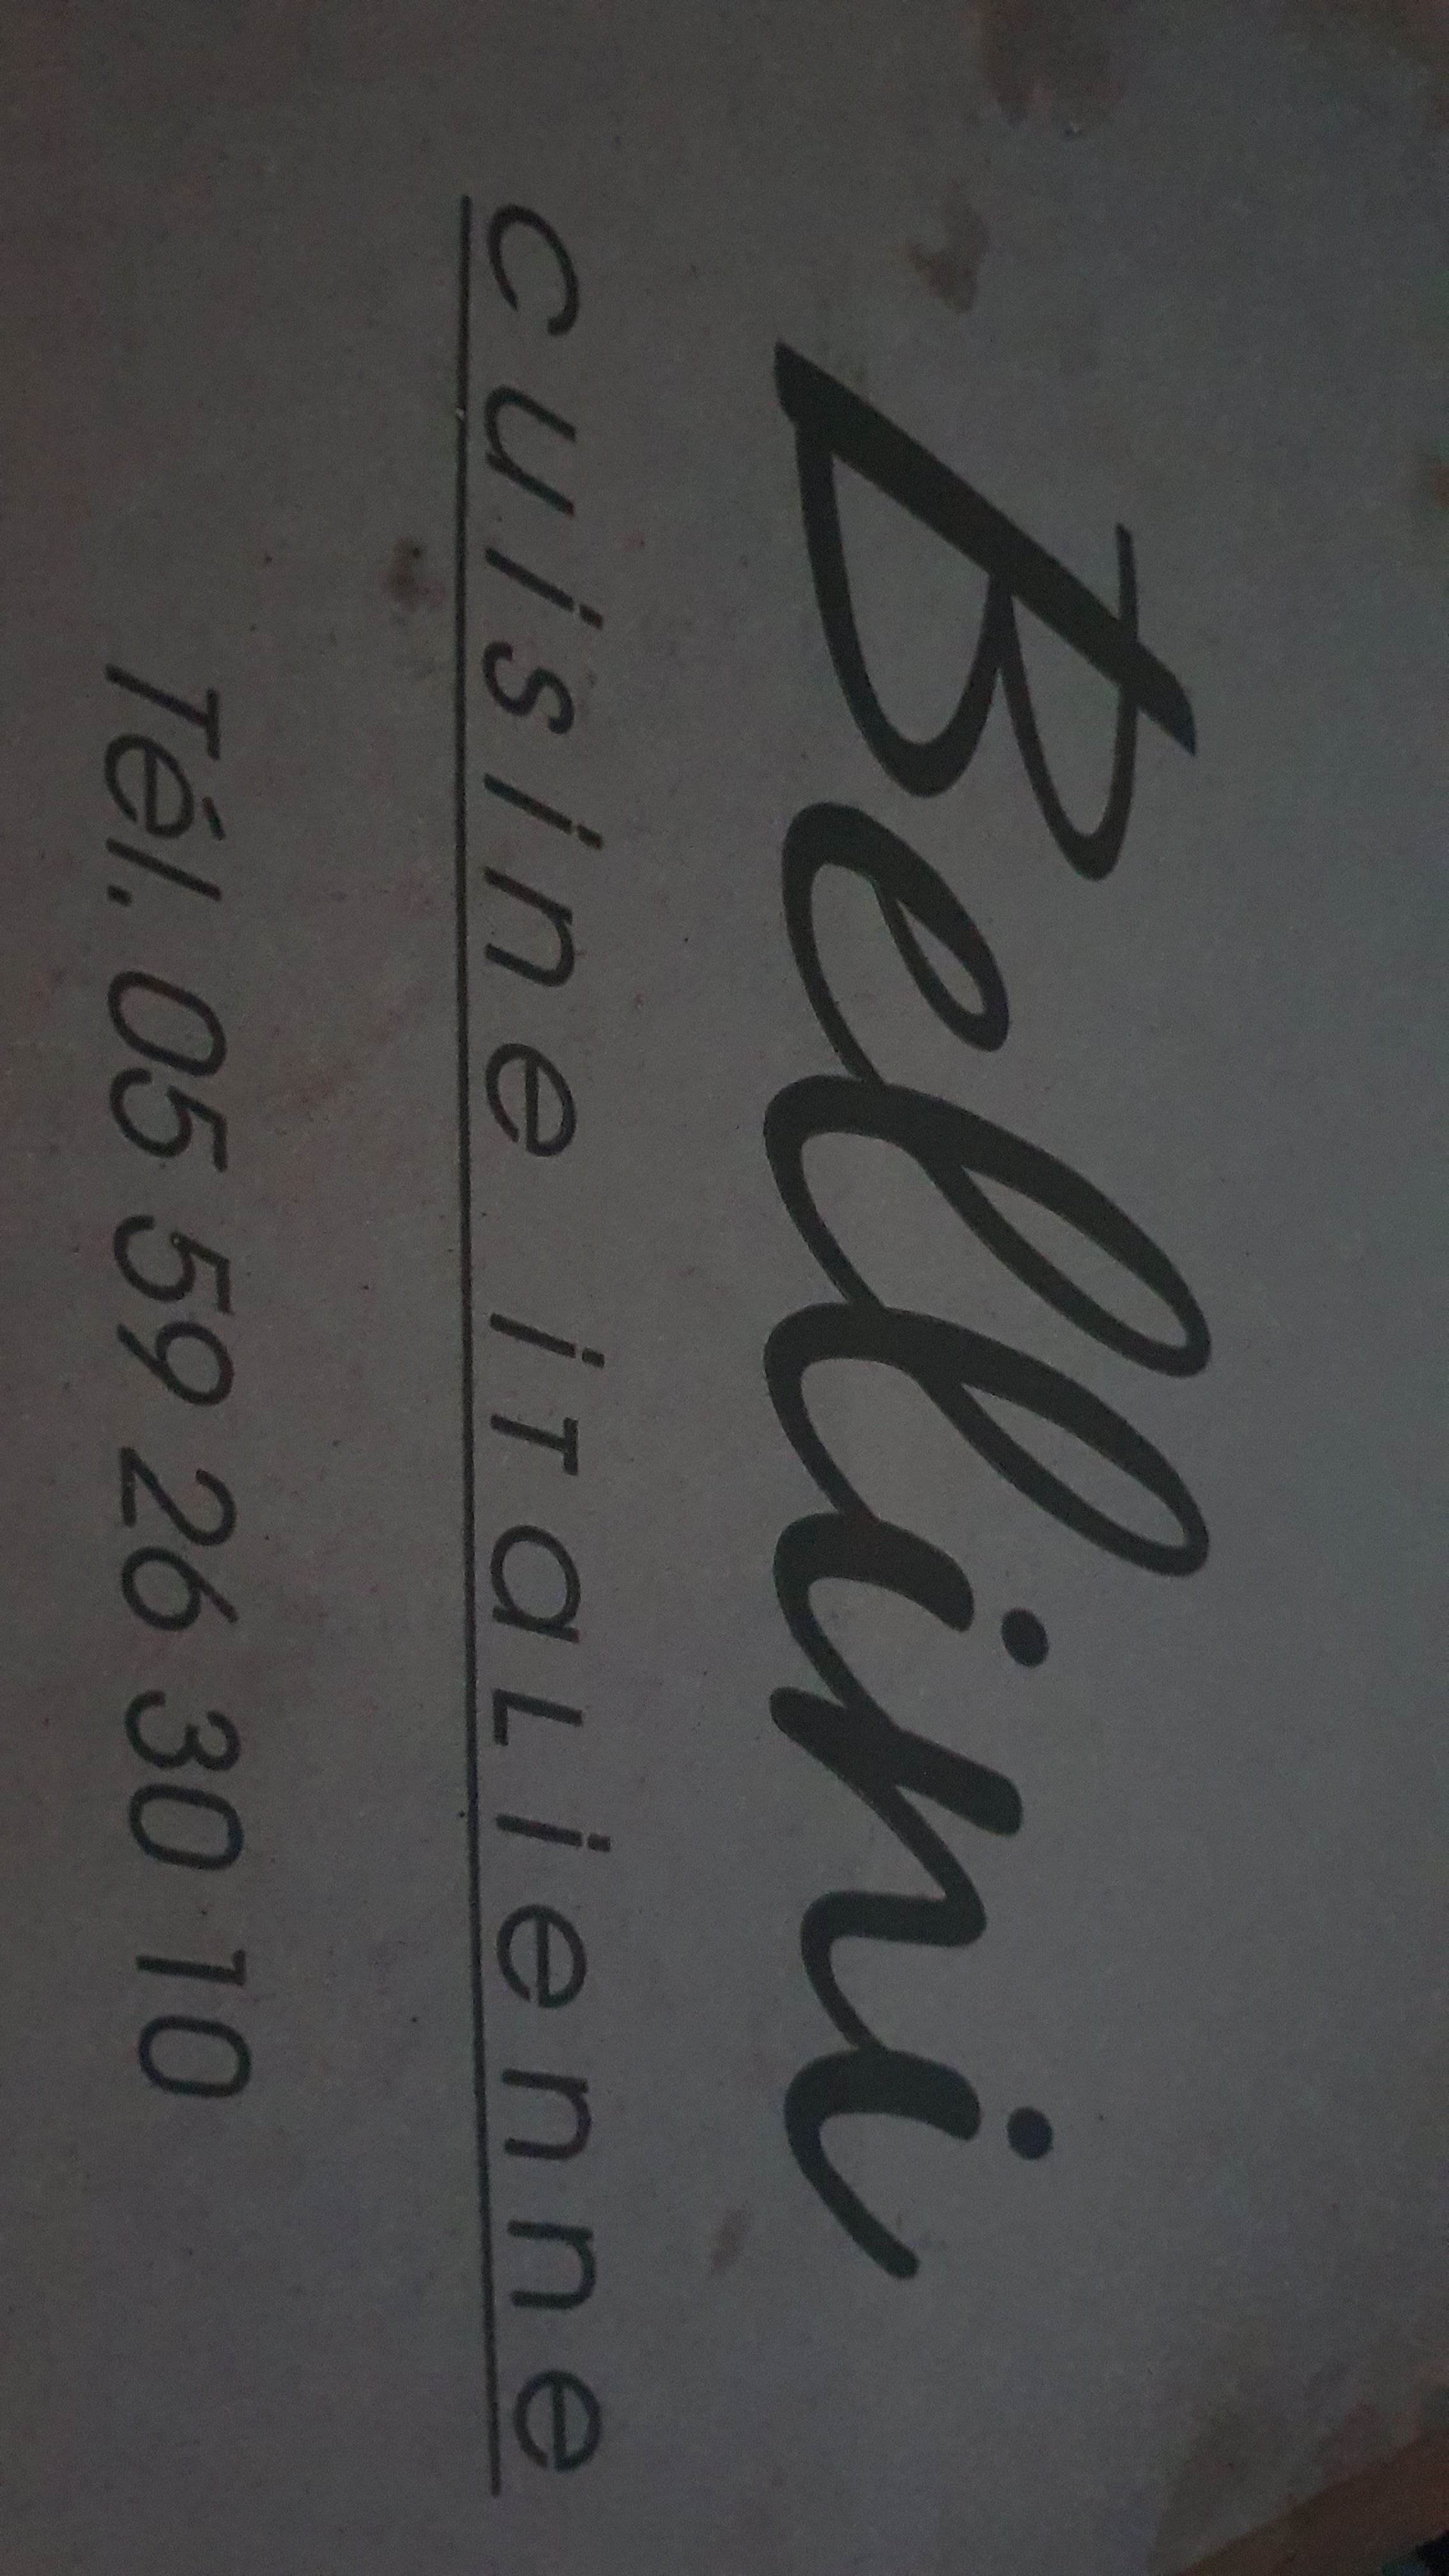 Bellini
cuisine iTaLienne
Tél. 05 59 26 30 10